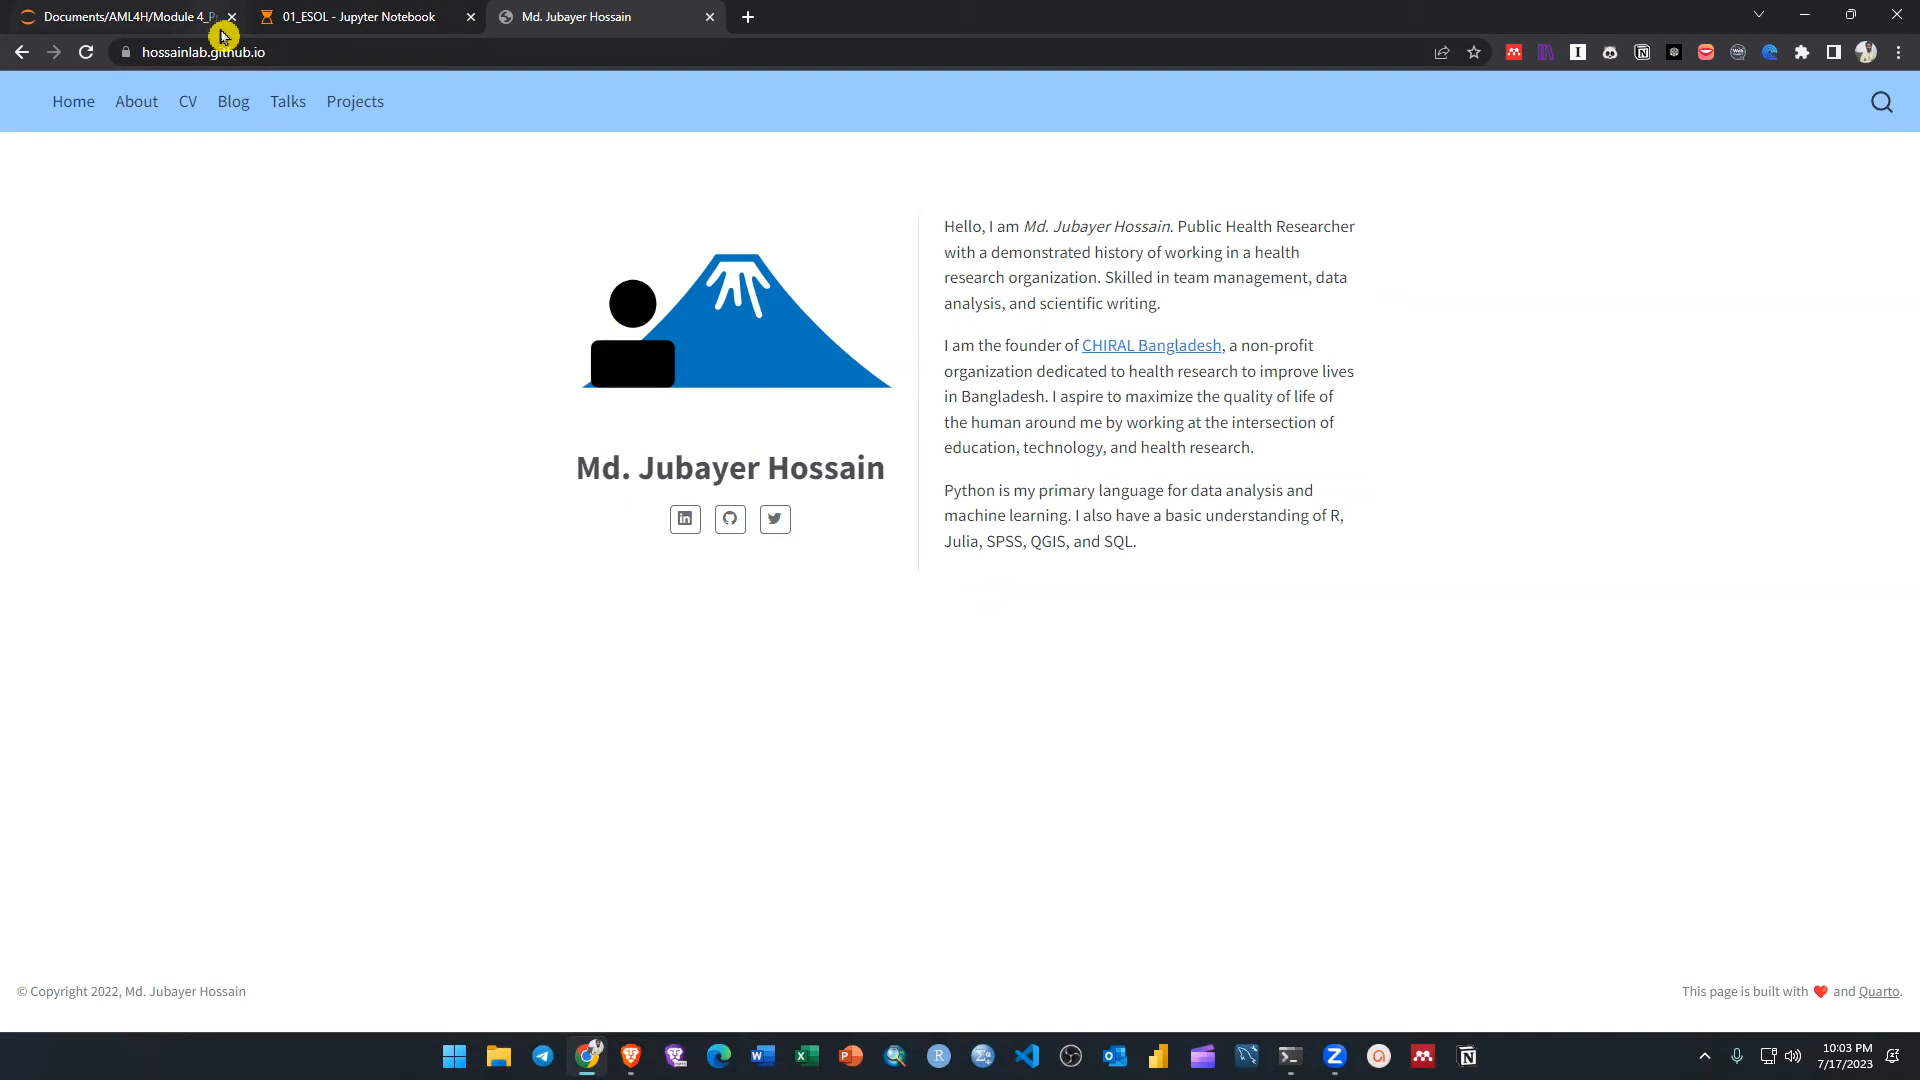 Documents/AML4H/Module 4_P
01_ESOL - Jupyter Notebook
Md. Jubayer Hossain
hossainlab.github.io
Home
About
CV
Blog
Talks
Projects
Hello, I am Md. Jubayer Hossain. Public Health Researcher
with a demonstrated history of working in a health
research organization. Skilled in team management, data
analysis, and scientific writing.
I am the founder of CHIRAL Bangladesh, a non-profit
organization dedicated to health research to improve lives
in Bangladesh. I aspire to maximize the quality of life of
the human around me by working at the intersection of
education, technology, and health research.
Python is my primary language for data analysis and
machine learning. I also have a basic understanding of R,
Julia, SPSS, QGIS, and SQL.
Md. Jubayer Hossain
© Copyright 2022, Md. Jubayer Hossain
This page is built with ❤️ and Quarto.
10:03 PM
7/17/2023